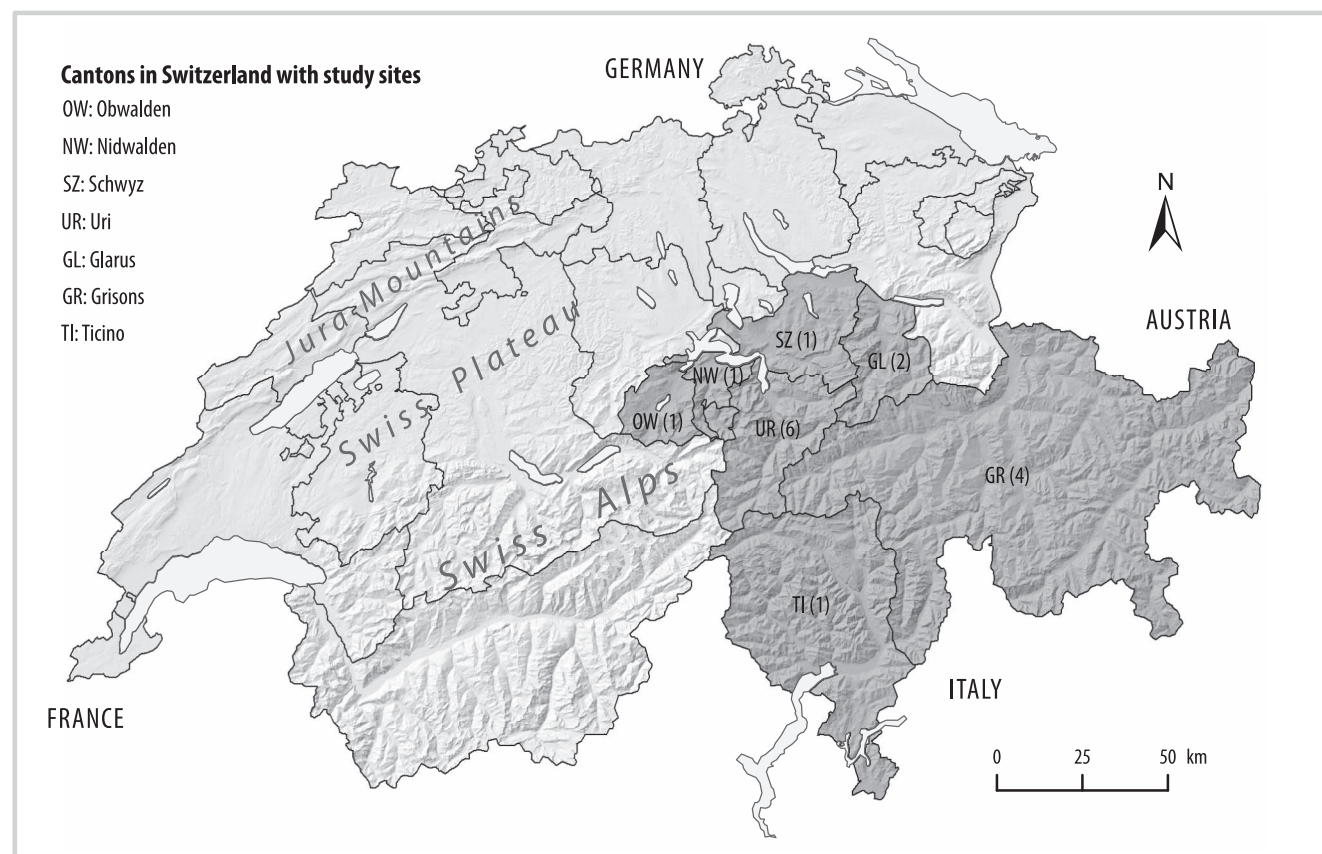 Cantons in Switzerland with study sites
OW: Obwalden
NW: Nidwalden
SZ: Schwyz
UR: Uri
GL: Glarus
GR: Grisons
TI: Ticino
GERMANY
N
AUSTRIA
Jura Mountains
Swiss Plateau
Swiss Alps
SZ (1)
GL (2)
NW (1)
OW (1)
UR (6)
GR (4)
TI (1)
ITALY
FRANCE
0 25 50 km